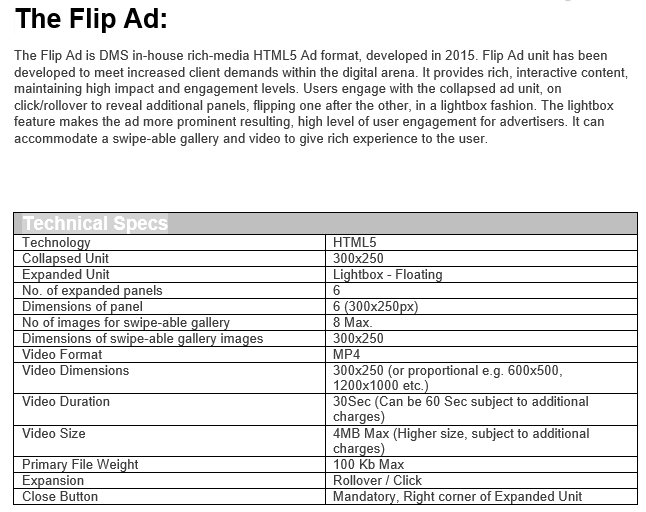 The Flip Ad:
The Flip Ad is DMS in-house rich-media HTML5 Ad format, developed in 2015. Flip Ad unit has been
developed to meet increased client demands within the digital arena. It provides rich, interactive content,
maintaining high impact and engagement levels. Users engage with the collapsed ad unit, on
click/rollover to reveal additional panels, flipping one after the other, in a lightbox fashion. The lightbox
feature makes the ad more prominent resulting, high level of user engagement for advertisers. It can
accommodate a swipe-able gallery and video to give rich experience to the user.
Technical Specs
Technology HTML5
Collapsed Unit 300x250
Expanded Unit Lightbox - Floating
No. of expanded panels 6
Dimensions of panel 6 (300x250px)
No of images for swipe-able gallery 8 Max.
Dimensions of swipe-able gallery images 300x250
Video Format MP4
Video Dimensions 300x250 (or proportional e.g. 600x500,
1200x1000 etc.)
Video Duration 30Sec (Can be 60 Sec subject to additional
charges)
Video Size 4MB Max (Higher size, subject to additional
charges)
Primary File Weight 100 Kb Max
Expansion Rollover / Click
Close Button Mandatory, Right corner of Expanded Unit